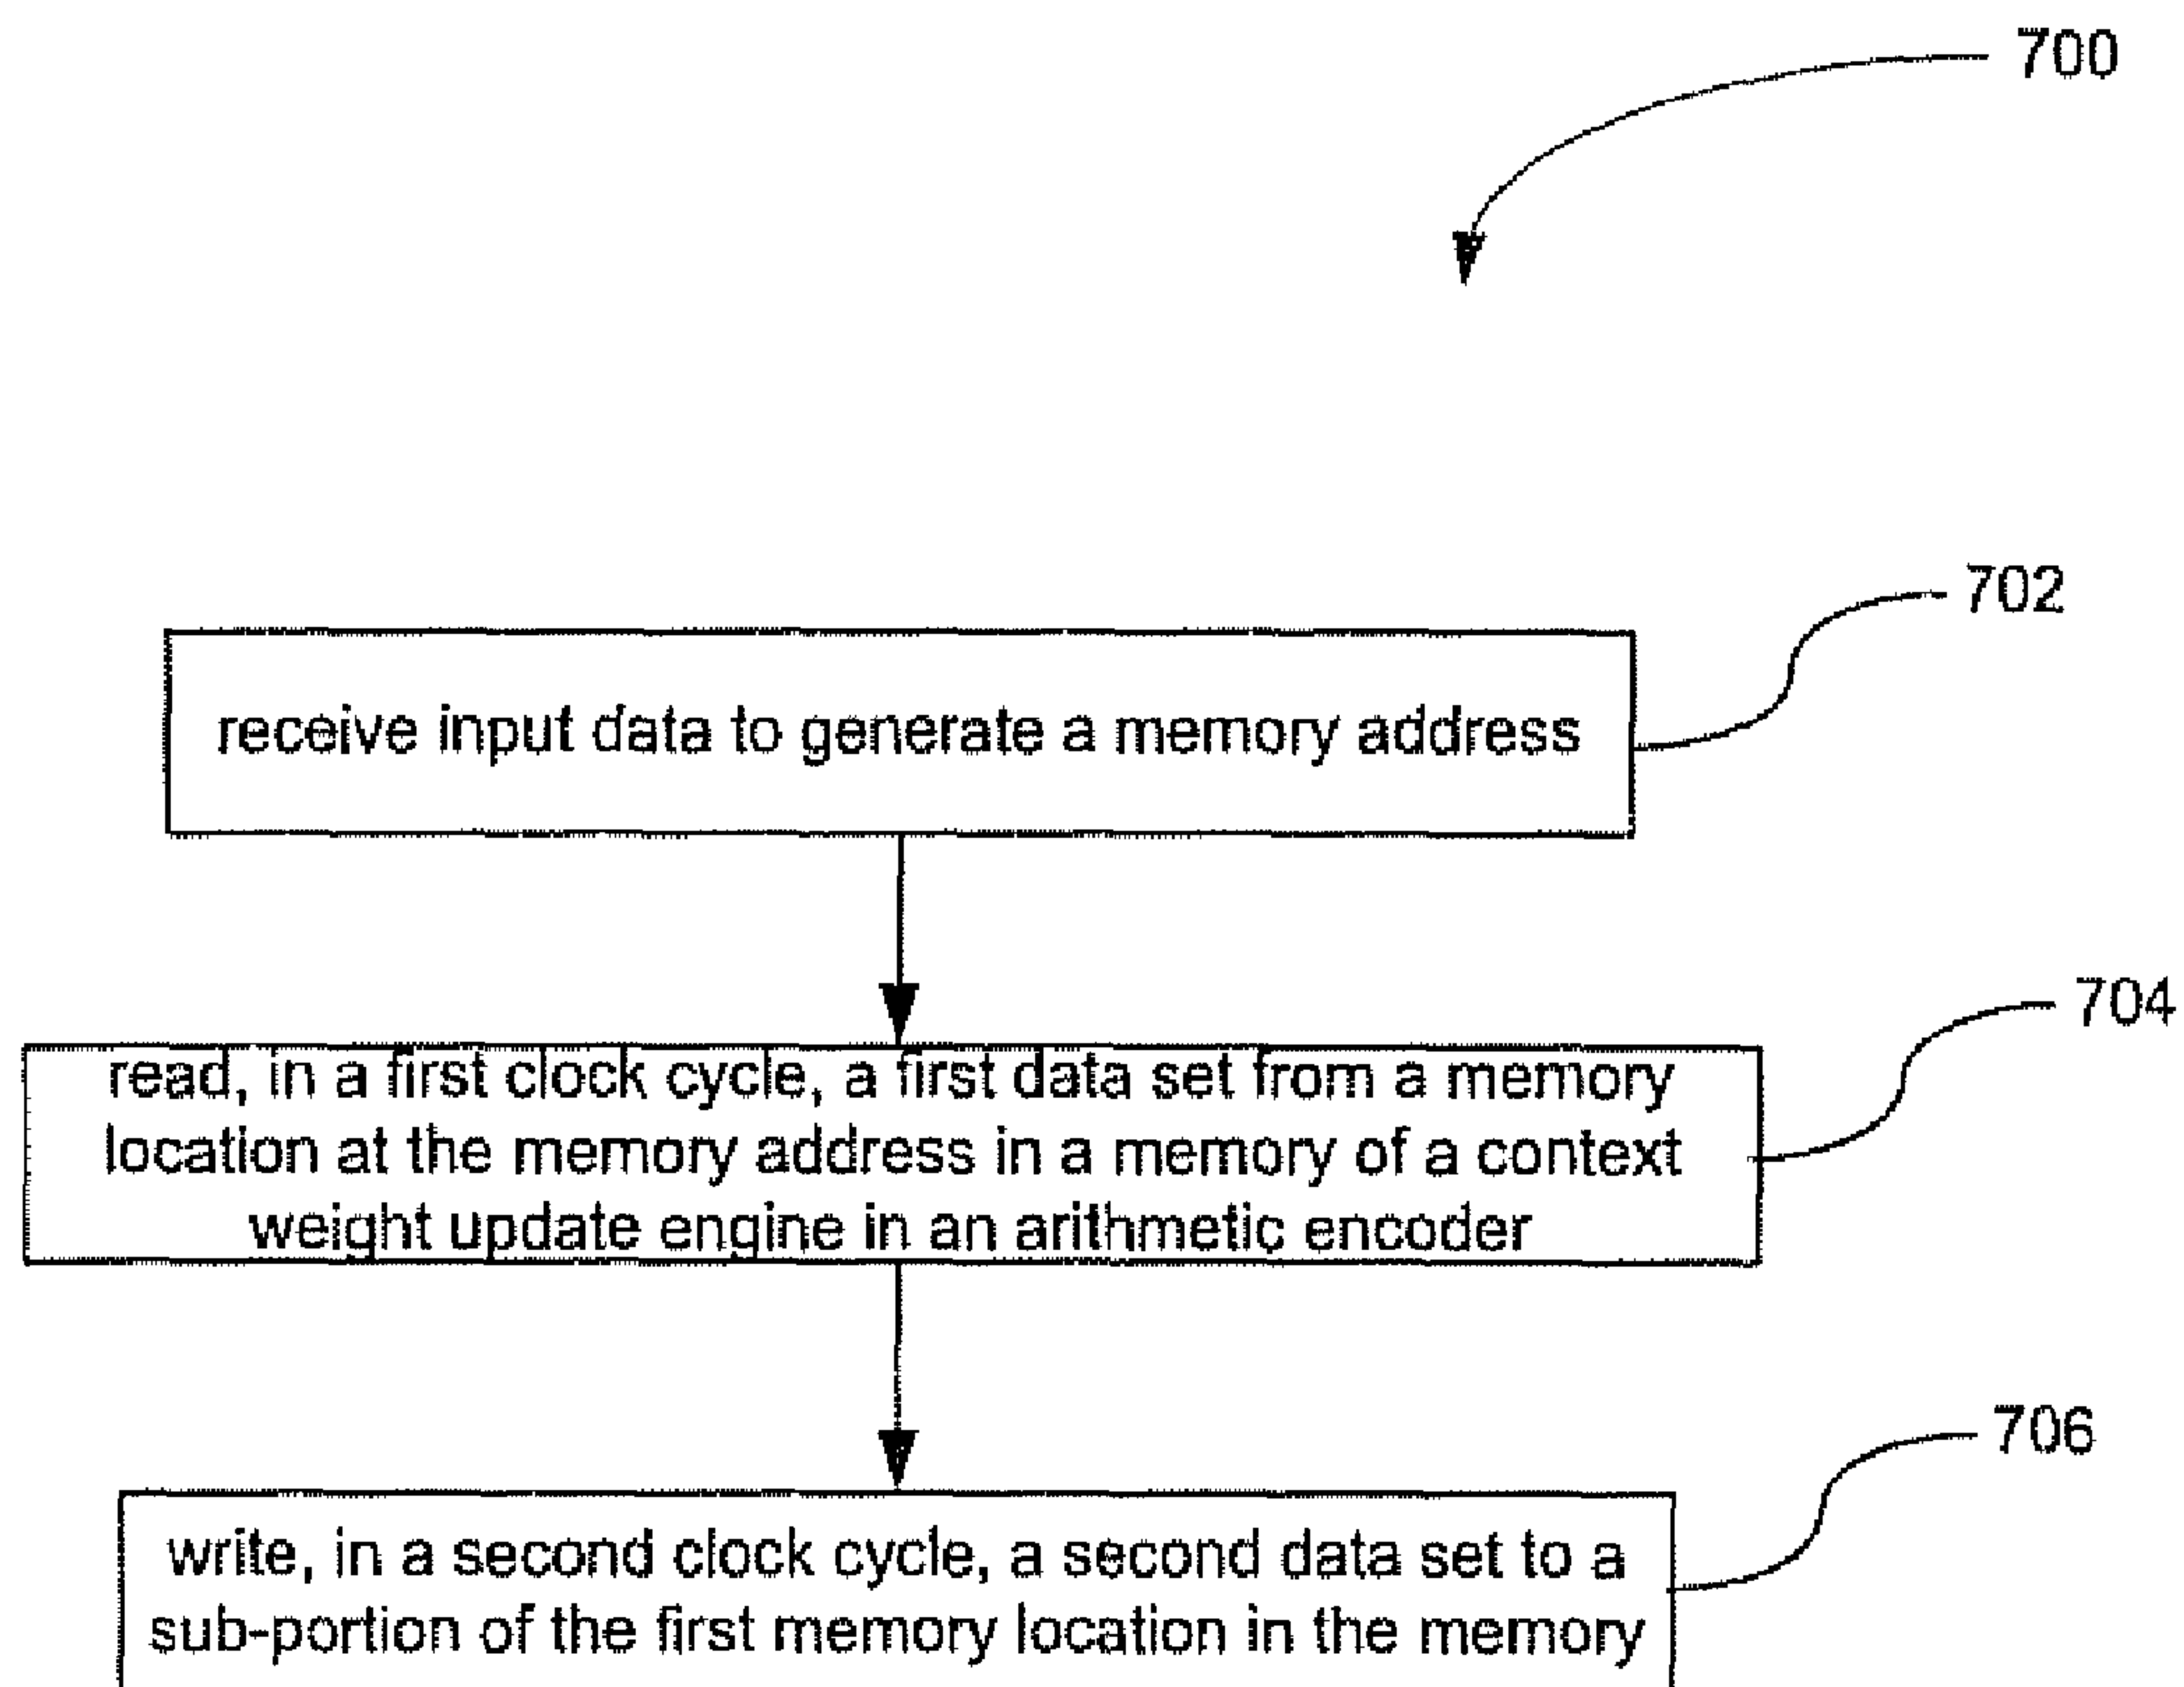 700
702
receive input data to generate a memory address
704
read, in a first clock cycle, a first data set from a memory
location at the memory address in a memory of a context
weight update engine in an arithmetic encoder
706
write, in a second clock cycle, a second data set to a
sub-portion of the first memory location in the memory